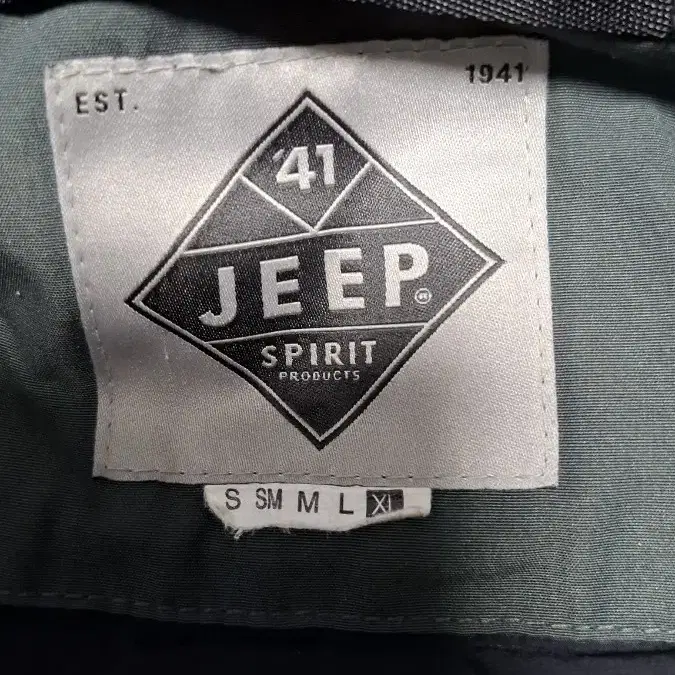 EST. 1941
'41
JEEP®
SPIRIT
PRODUCTS
S SM M L XL